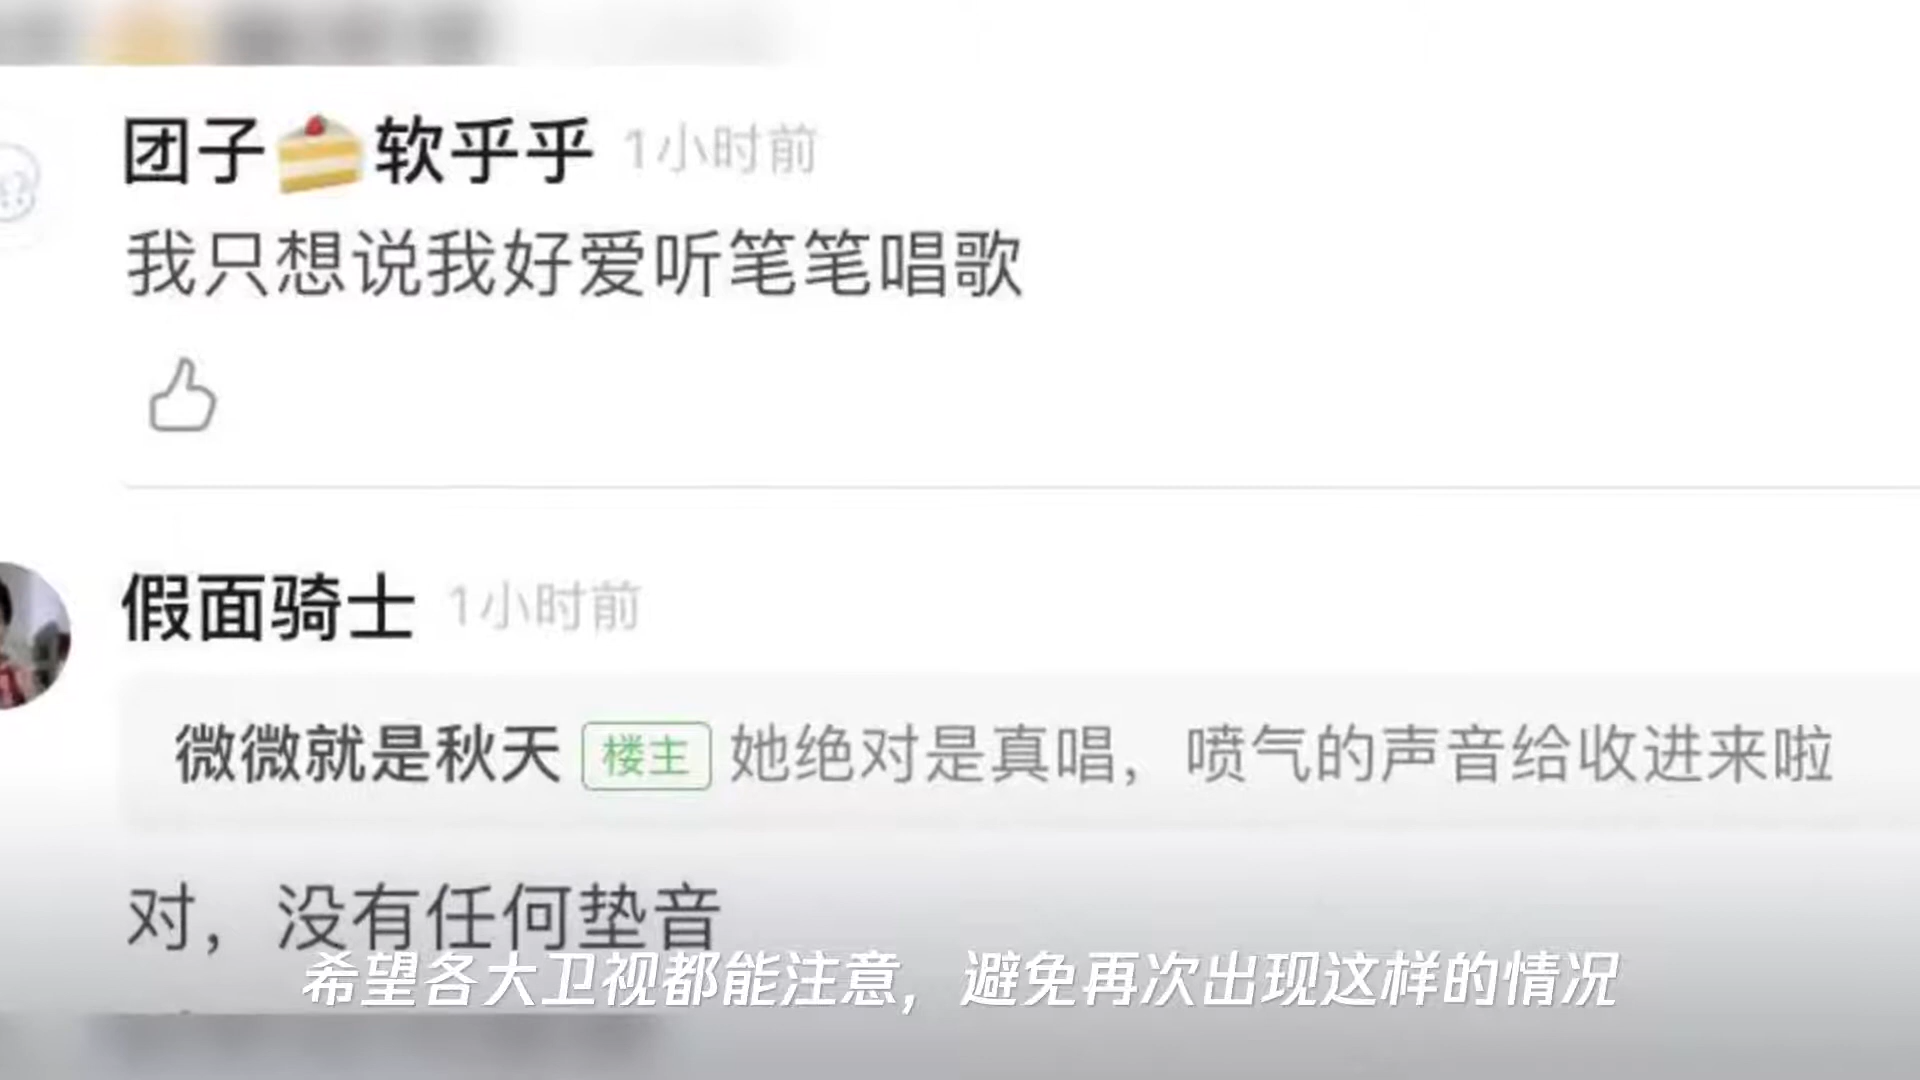 团子🍰软乎乎 1小时前
我只想说我好爱听笔笔唱歌
假面骑士 1小时前
微微就是秋天 楼主 她绝对是真唱，喷气的声音给收进来啦
对，没有任何垫音
希望各大卫视都能注意，避免再次出现这样的情况